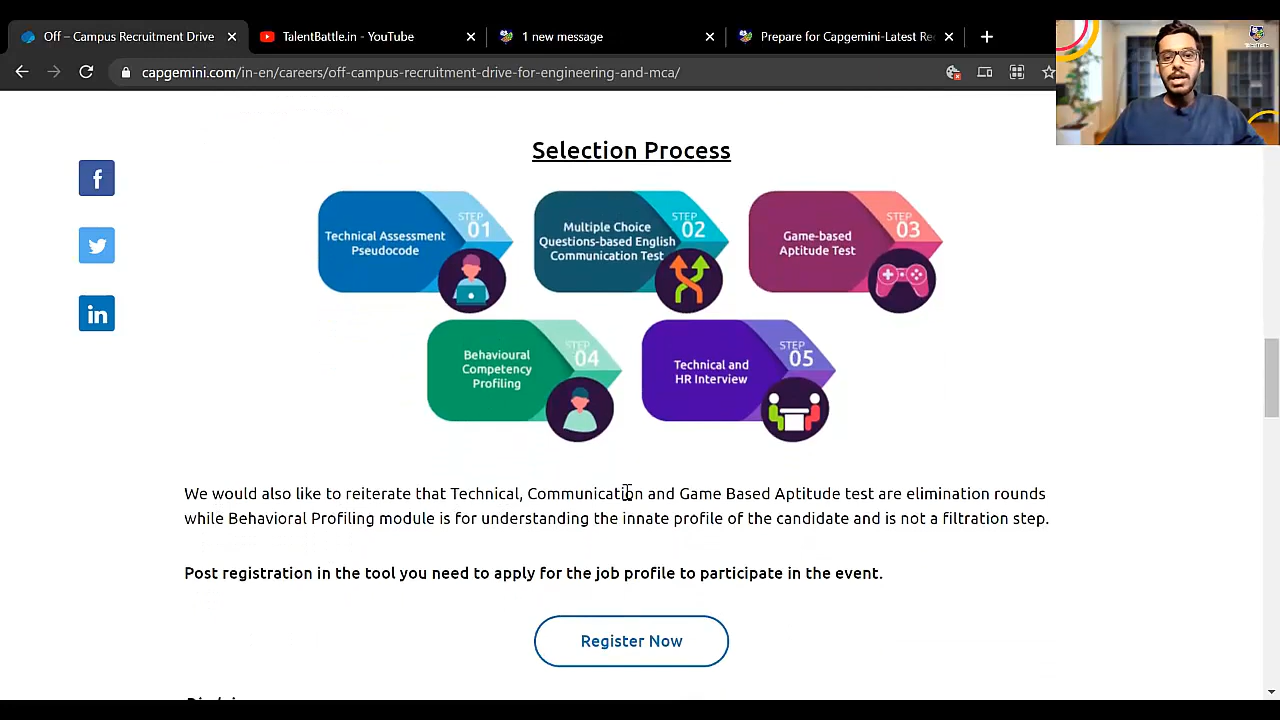 Off – Campus Recruitment Drive
TalentBattle.in - YouTube
1 new message
Prepare for Capgemini-Latest Re
capgemini.com/in-en/careers/off-campus-recruitment-drive-for-engineering-and-mca/
Selection Process
Technical Assessment
Pseudocode
STEP
01
Multiple Choice
Questions-based English
Communication Test
STEP
02
Game-based
Aptitude Test
STEP
03
Behavioural
Competency
Profiling
STEP
04
Technical and
HR Interview
STEP
05
We would also like to reiterate that Technical, Communication and Game Based Aptitude test are elimination rounds
while Behavioral Profiling module is for understanding the innate profile of the candidate and is not a filtration step.
Post registration in the tool you need to apply for the job profile to participate in the event.
Register Now